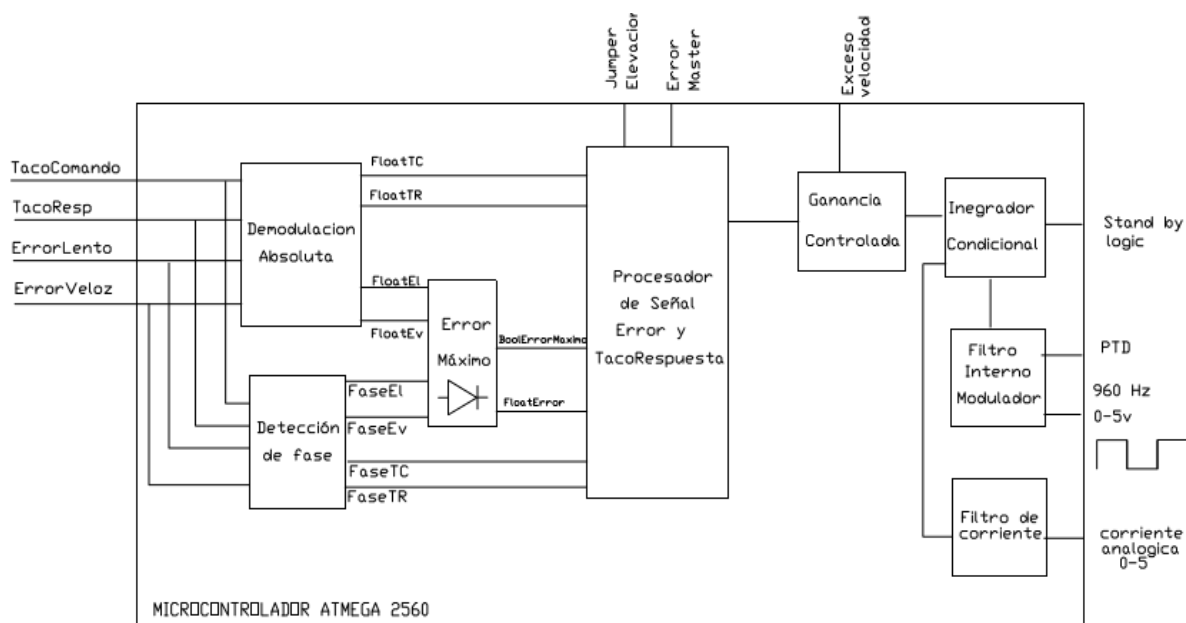 Jumper
Elevacior
Error
Master
Exceso
velocidad
TacoComando
TacoResp
ErrorLento
ErrorVeloz
Demodulacion
Absoluta
FloatTC
FloatTR
FloatEl
FloatEv
Error
Máximo
BoolErrorMaximo
FloatError
Detección
de fase
FaseEl
FaseEv
FaseTC
FaseTR
Procesador
de Señal
Error y
TacoRespuesta
Ganancia
Controlada
Inegrador
Condicional
Stand by
logic
Filtro
Interno
Modulador
PTD
960 Hz
0-5v
Filtro de
corriente
corriente
analogica
0-5
MICROCONTROLADOR ATMEGA 2560